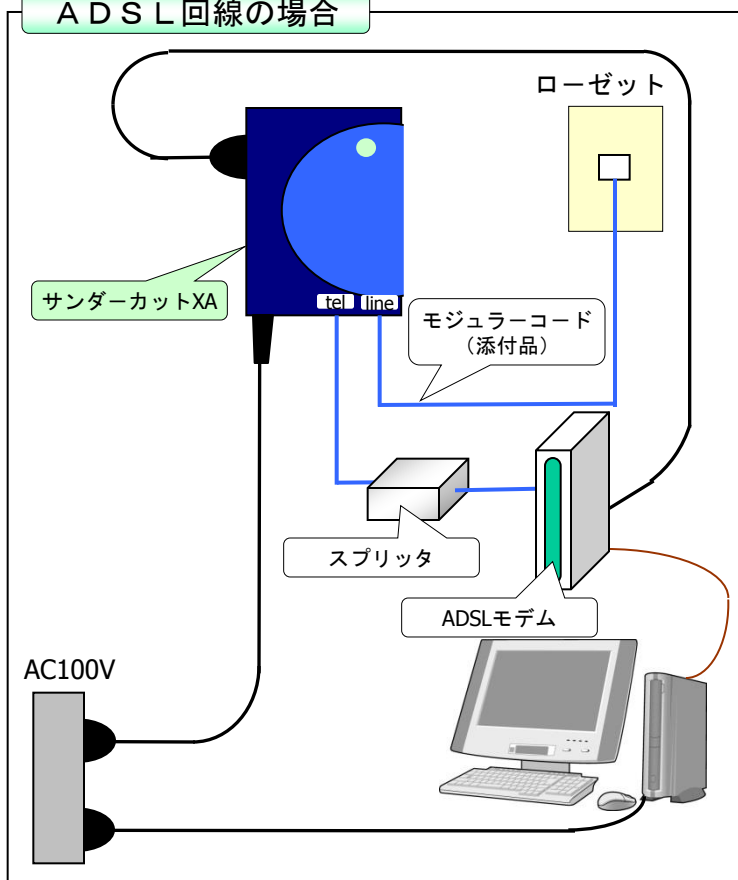 ADSL回線の場合
ローゼット
サンダーカットXA
tel
line
モジュラーコード
（添付品）
スプリッタ
ADSLモデム
AC100V